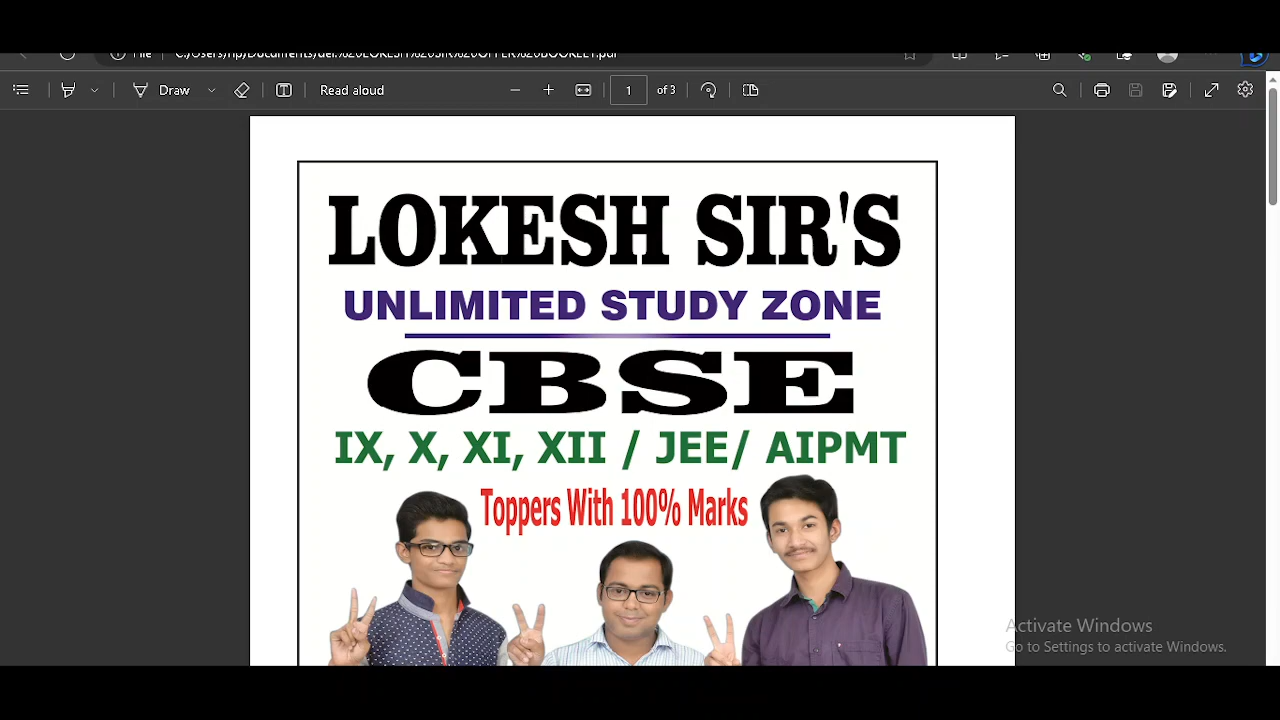 Draw
Read aloud
1 of 3
LOKESH SIR'S
UNLIMITED STUDY ZONE
CBSE
IX, X, XI, XII / JEE/ AIPMT
Toppers With 100% Marks
Activate Windows
Go to Settings to activate Windows.